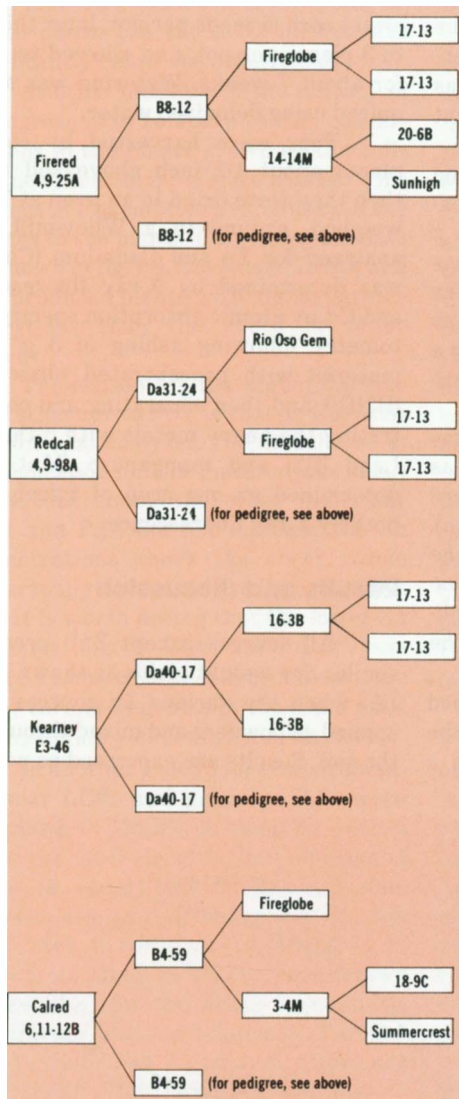 17-13
Fireglobe
17-13
B8-12
20-6B
14-14M
Firered
4,9-25A
Sunhigh
B8-12 (for pedigree, see above)
Rio Oso Gem
Da31-24
17-13
Fireglobe
Redcal
4,9-98A
17-13
Da31-24 (for pedigree, see above)
17-13
16-3B
17-13
Da40-17
16-3B
Kearney
E3-46
Da40-17 (for pedigree, see above)
Fireglobe
B4-59
18-9C
3-4M
Calred
6,11-12B
Summercrest
B4-59 (for pedigree, see above)